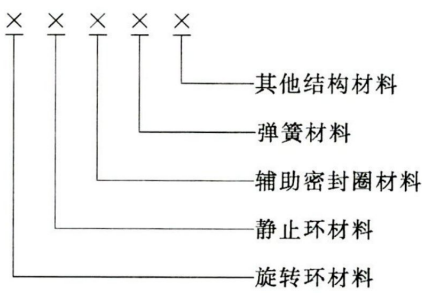 × × × × ×
其他结构材料
弹簧材料
辅助密封圈材料
静止环材料
旋转环材料